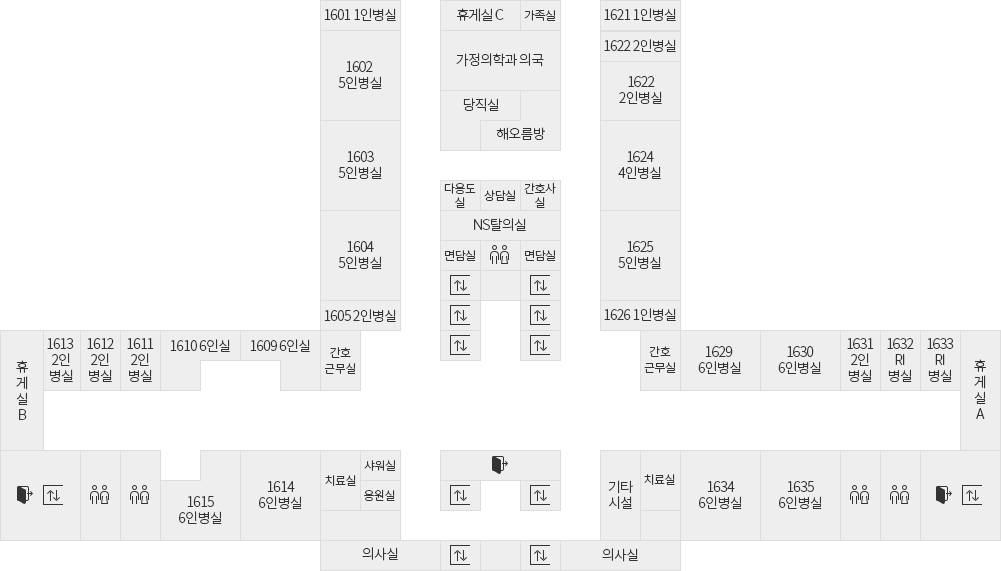 1601 1인병실
휴게실 C
가족실
1621 1인병실
1622 2인병실
1602
5인병실
가정의학과 의국
1622
2인병실
당직실
해오름방
1603
5인병실
1624
4인병실
다용도
실
상담실
간호사
실
NS탈의실
1604
5인병실
면담실
면담실
1625
5인병실
1605 2인병실
1626 1인병실
휴
게
실
B
1613
2인
병실
1612
2인
병실
1611
2인
병실
1610 6인실
1609 6인실
간호
근무실
간호
근무실
1629
6인병실
1630
6인병실
1631
2인
병실
1632
RI
병실
1633
RI
병실
휴
게
실
A
1615
6인병실
1614
6인병실
치료실
샤워실
응원실
기타
시설
치료실
1634
6인병실
1635
6인병실
의사실
의사실